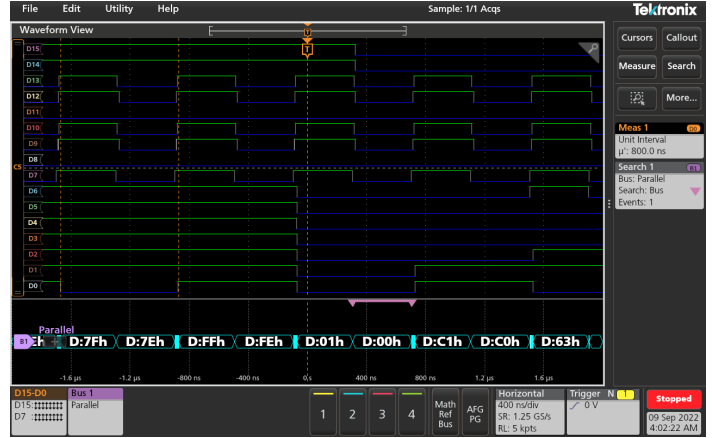 File Edit Utility Help Sample: 1/1 Acqs Tektronix
Waveform View
T
T
D15
D14
D13
D12
D11
D10
D9
D8
C5
D7
D6
D5
D4
D3
D2
D1
D0
Parallel
B1 D:7Fh D:7Eh D:FFh D:FEh D:01h D:00h D:C1h D:C0h D:63h
-1.6 µs -1.2 µs -800 ns -400 ns 0 s 400 ns 800 ns 1.2 µs 1.6 µs
Cursors Callout
Measure Search
More...
Meas 1 D0
Unit Interval
µ': 800.0 ns
Search 1 B1
Bus: Parallel
Search: Bus
Events: 1
D15-D0
D15:
D7 :
Bus 1
Parallel
1 2 3 4
Math
Ref
Bus
AFG
PG
Horizontal
400 ns/div
SR: 1.25 GS/s
RL: 5 kpts
Trigger N 1
0 V
Stopped
09 Sep 2022
4:02:22 AM